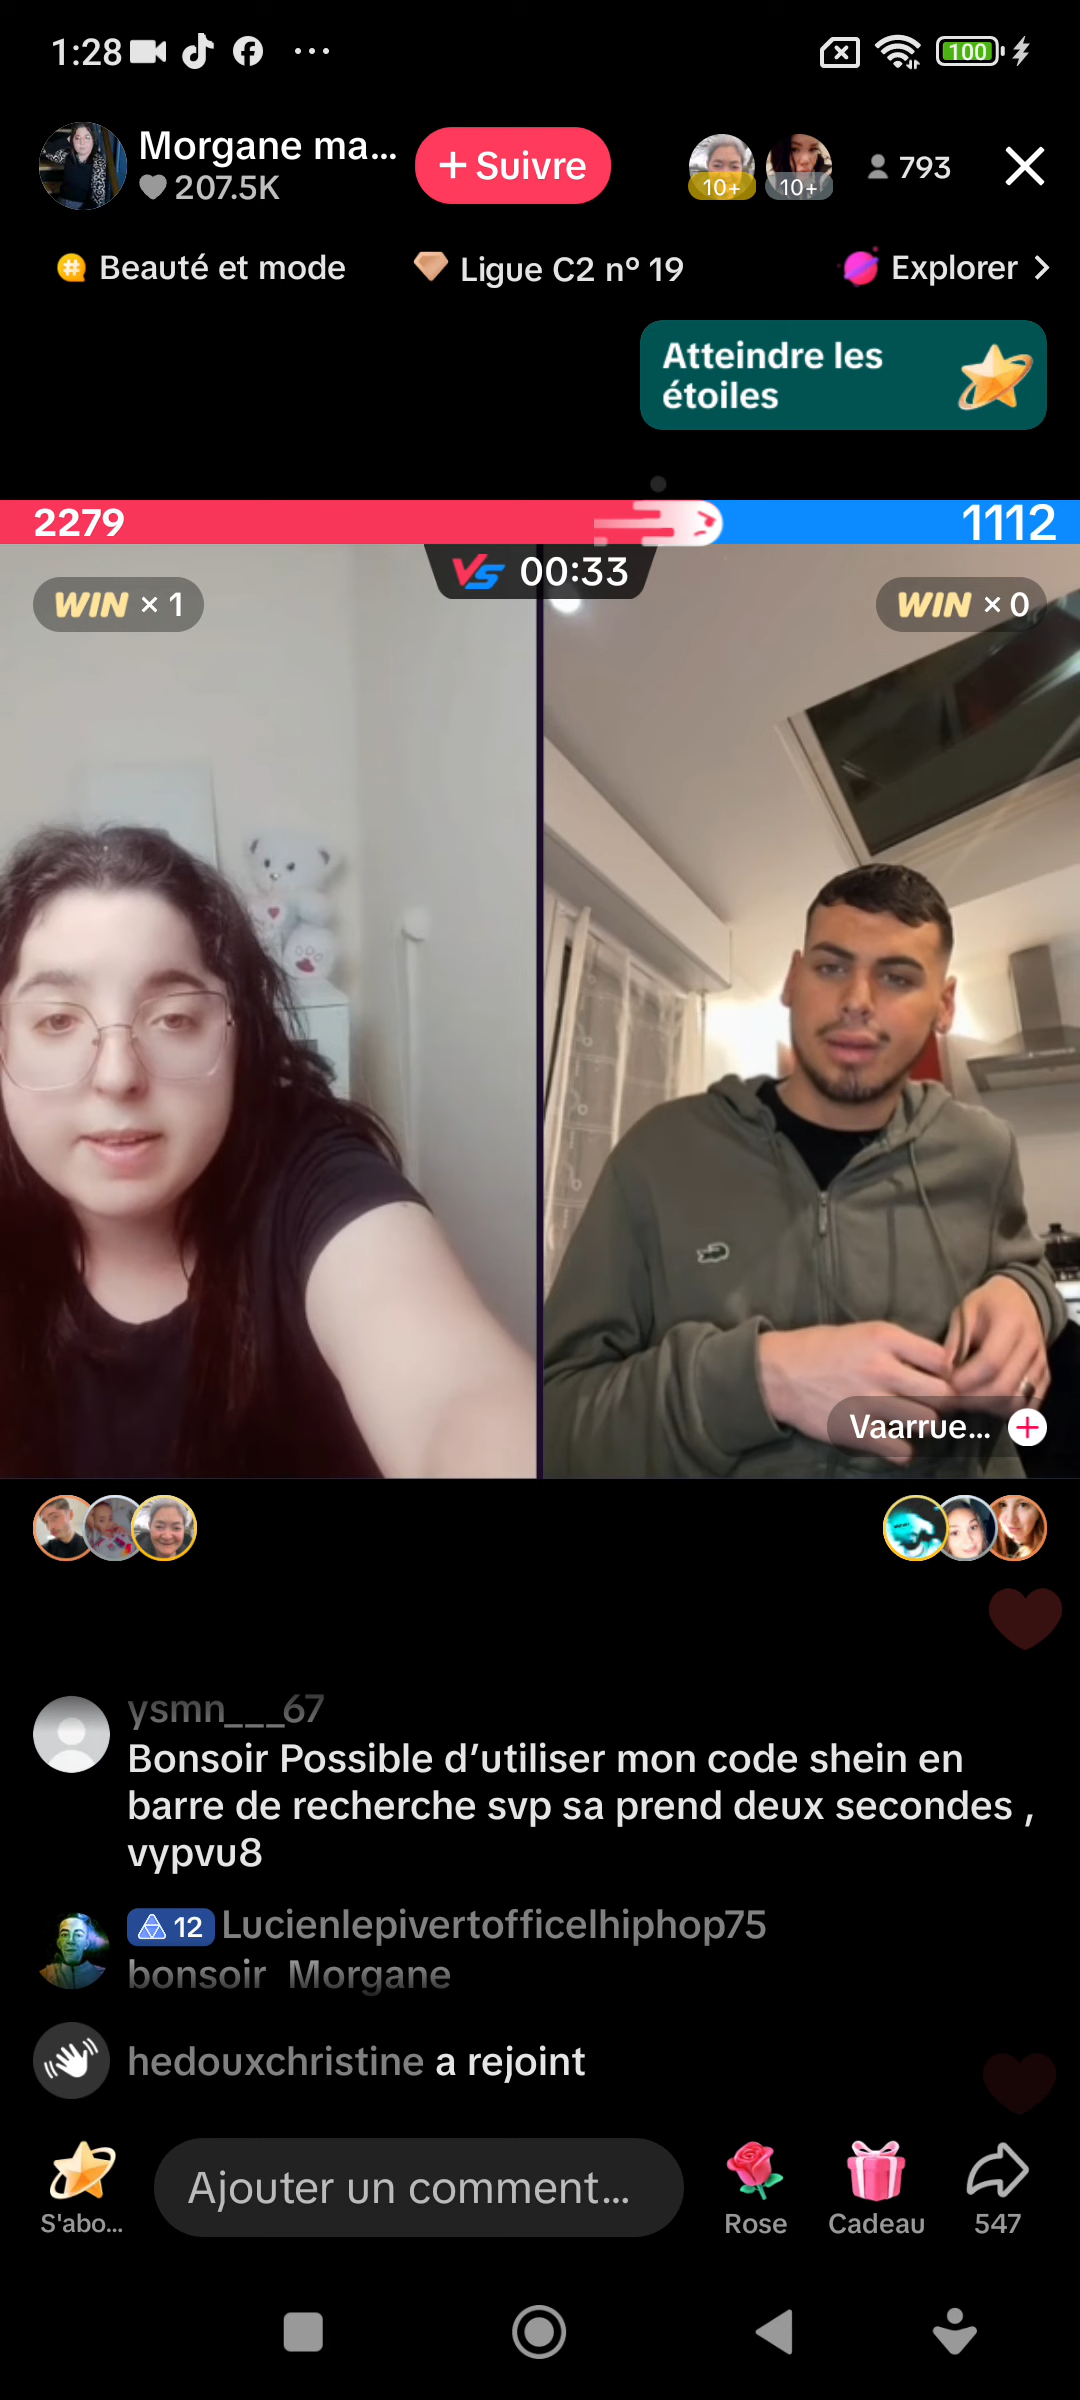 1:28
100
Morgane ma...
207.5K
+ Suivre
10+
10+
793
Beauté et mode
Ligue C2 nº 19
Explorer
Atteindre les
étoiles
2279
1112
VS 00:33
WIN × 1
WIN × 0
Vaarrue...
ysmn___67
Bonsoir Possible d’utiliser mon code shein en
barre de recherche svp sa prend deux secondes ,
vypvu8
12 Lucienlepivertofficelhiphop75
bonsoir Morgane
hedouxchristine a rejoint
S'abo...
Ajouter un comment...
Rose
Cadeau
547